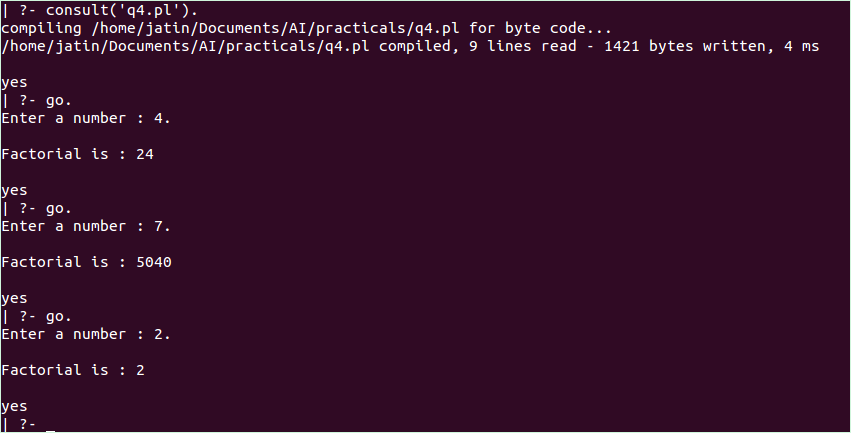 | ?- consult('q4.pl').
compiling /home/jatin/Documents/AI/practicals/q4.pl for byte code...
/home/jatin/Documents/AI/practicals/q4.pl compiled, 9 lines read - 1421 bytes written, 4 ms
yes
| ?- go.
Enter a number : 4.
Factorial is : 24
yes
| ?- go.
Enter a number : 7.
Factorial is : 5040
yes
| ?- go.
Enter a number : 2.
Factorial is : 2
yes
| ?- _